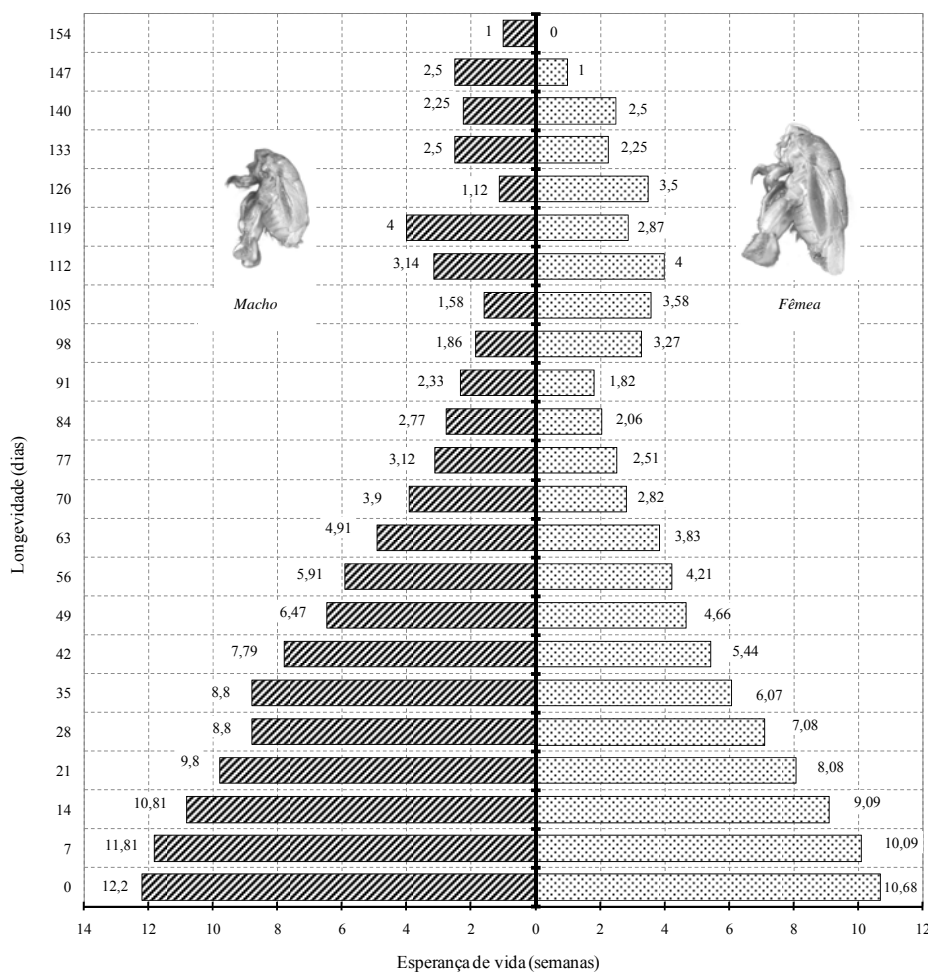 154 1 0
147 2,5 1
140 2,25 2,5
133 2,5 2,25
126 1,12 3,5
119 4 2,87
112 3,14 4
105 1,58 3,58
Macho Fêmea
98 1,86 3,27
91 2,33 1,82
84 2,77 2,06
77 3,12 2,51
70 3,9 2,82
63 4,91 3,83
56 5,91 4,21
49 6,47 4,66
42 7,79 5,44
35 8,8 6,07
28 8,8 7,08
21 9,8 8,08
14 10,81 9,09
7 11,81 10,09
0 12,2 10,68
Longevidade (dias)
14 12 10 8 6 4 2 0 2 4 6 8 10 12
Esperança de vida (semanas)